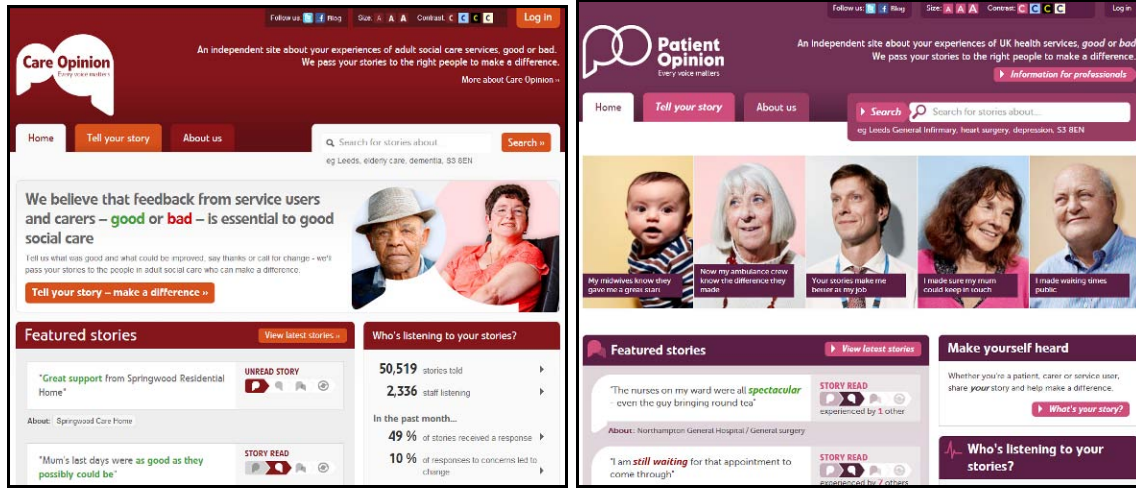 Follow us: Blog Size: A A A Contrast: C C C C Log in
Care Opinion
Every voice matters
An independent site about your experiences of adult social care services, good or bad.
We pass your stories to the right people to make a difference.
More about Care Opinion »
Home Tell your story About us
Search for stories about Search »
eg Leeds, elderly care, dementia, S3 8EN
We believe that feedback from service users
and carers – good or bad – is essential to good
social care
Tell us what was good and what could be improved, say thanks or call for change - we'll
pass your stories to the people in adult social care who can make a difference.
Tell your story – make a difference »
Featured stories View latest stories »
"Great support from Springwood Residential
Home"
UNREAD STORY
About: Springwood Care Home
"Mum's last days were as good as they
possibly could be"
STORY READ
Who's listening to your stories?
50,519 stories told
2,336 staff listening
In the past month...
49 % of stories received a response
10 % of responses to concerns led to
change
Follow us: Blog Size: A A A Contrast: C C C C Log in
Patient
Opinion
Every voice matters
An independent site about your experiences of UK health services, good or bad
We pass your stories to the right people to make a difference.
Information for professionals
Home Tell your story About us
Search Search for stories about...
eg Leeds General Infirmary, heart surgery, depression, S3 8EN
My midwives know they
gave me a great start
Now my ambulance crew
know the difference they
made
Your stories make me
better at my job
I made sure my mum
could keep in touch
I made waiting times
public
Featured stories View latest stories
"The nurses on my ward were all spectacular
- even the guy bringing round tea"
STORY READ
experienced by 1 other
About: Northampton General Hospital / General surgery
"I am still waiting for that appointment to
come through"
STORY READ
experienced by 7 others
Make yourself heard
Whether you're a patient, carer or service user,
share your story and help make a difference.
What's your story?
Who's listening to your
stories?